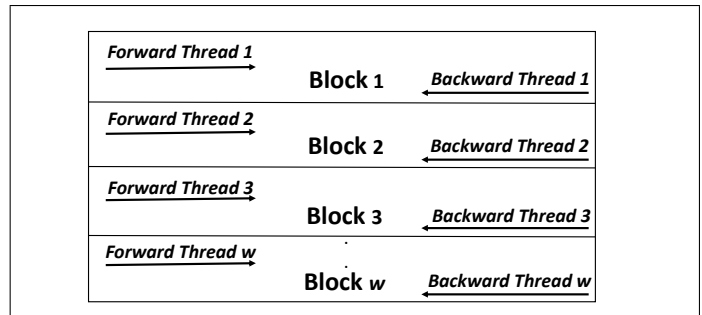 Forward Thread 1
Block 1
Backward Thread 1
Forward Thread 2
Block 2
Backward Thread 2
Forward Thread 3
Block 3
Backward Thread 3
Forward Thread w
.
.
Block w
Backward Thread w